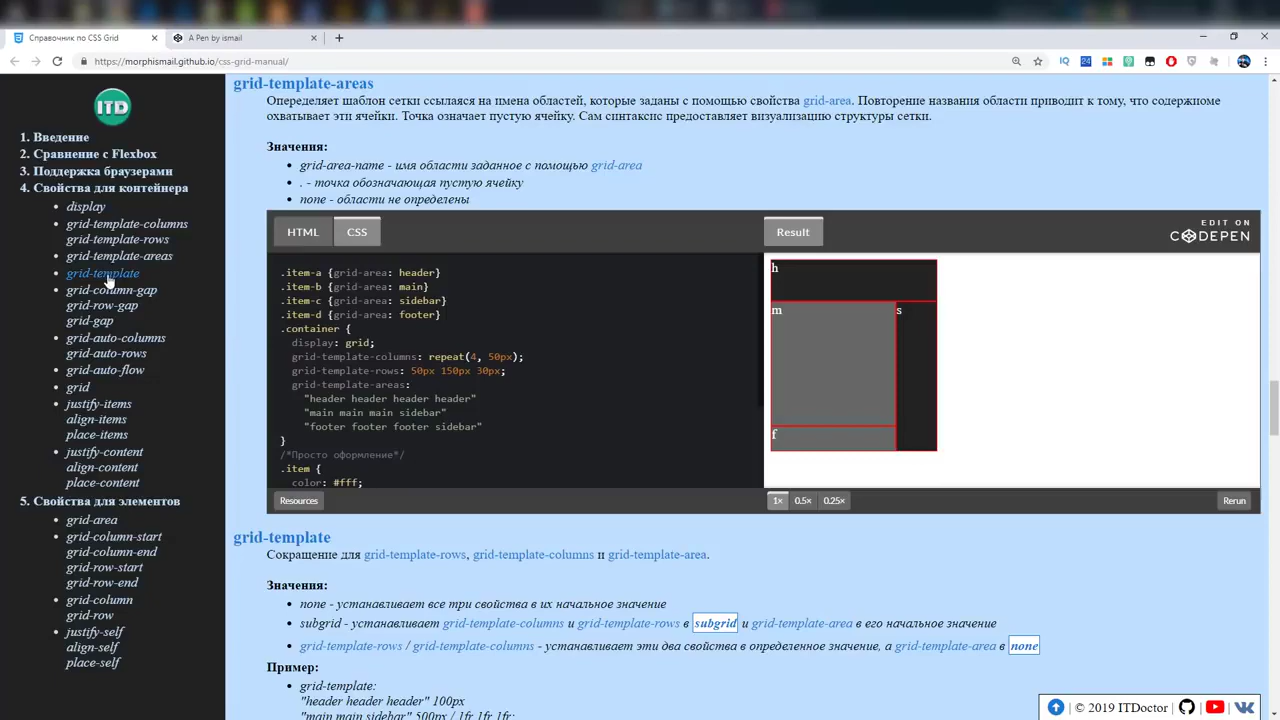 Справочник по CSS Grid
A Pen by ismail
https://morphismail.github.io/css-grid-manual/
ITD
1. Введение
2. Сравнение с Flexbox
3. Поддержка браузерами
4. Свойства для контейнера
display
grid-template-columns
grid-template-rows
grid-template-areas
grid-template
grid-column-gap
grid-row-gap
grid-gap
grid-auto-columns
grid-auto-rows
grid-auto-flow
grid
justify-items
align-items
place-items
justify-content
align-content
place-content
5. Свойства для элементов
grid-area
grid-column-start
grid-column-end
grid-row-start
grid-row-end
grid-column
grid-row
justify-self
align-self
place-self
grid-template-areas
Опеределяет шаблон сетки ссылаяся на имена областей, которые заданы с помощью свойства grid-area. Повторение названия области приводит к тому, что содержиоме
охватывает эти ячейки. Точка означает пустую ячейку. Сам синтаксис предоставляет визуализацию структуры сетки.
Значения:
grid-area-name - имя области заданное с помощью grid-area
. - точка обозначающая пустую ячейку
none - области не определены
HTML CSS Result EDIT ON
CODEPEN
.item-a {grid-area: header}
.item-b {grid-area: main}
.item-c {grid-area: sidebar}
.item-d {grid-area: footer}
.container {
display: grid;
grid-template-columns: repeat(4, 50px);
grid-template-rows: 50px 150px 30px;
grid-template-areas:
"header header header header"
"main main main sidebar"
"footer footer footer sidebar"
}
/*Просто оформление*/
.item {
color: #fff;
h
m s
f
Resources 1× 0.5× 0.25× Rerun
grid-template
Сокращение для grid-template-rows, grid-template-columns и grid-template-area.
Значения:
none - устанавливает все три свойства в их начальное значение
subgrid - устанавливает grid-template-columns и grid-template-rows в subgrid и grid-template-area в его начальное значение
grid-template-rows / grid-template-columns - устанавливает эти два свойства в определенное значение, а grid-template-area в none
Пример:
grid-template:
"header header header" 100px
"main main sidebar" 500px / 1fr 1fr 1fr;
© 2019 ITDoctor